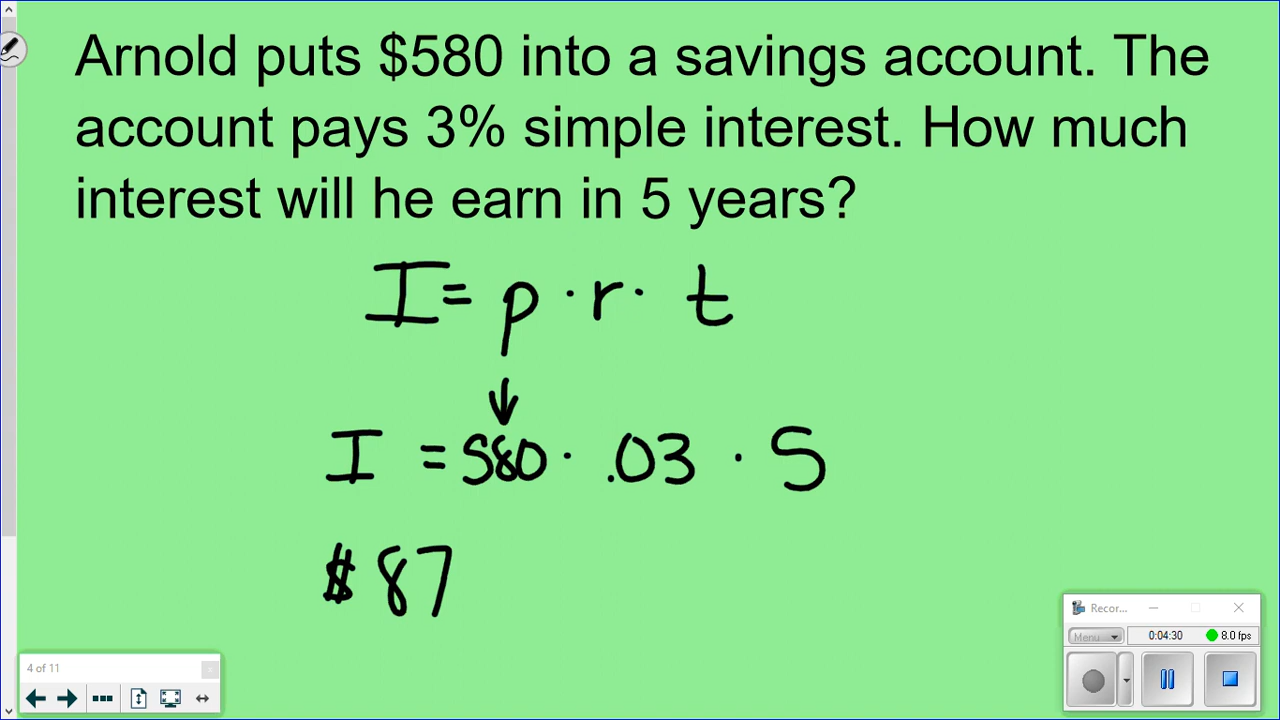 Arnold puts $580 into a savings account. The
account pays 3% simple interest. How much
interest will he earn in 5 years?
I = p · r · t
I = 580 · .03 · 5
$87
Recor...
Menu
0:04:30
8.0 fps
4 of 11